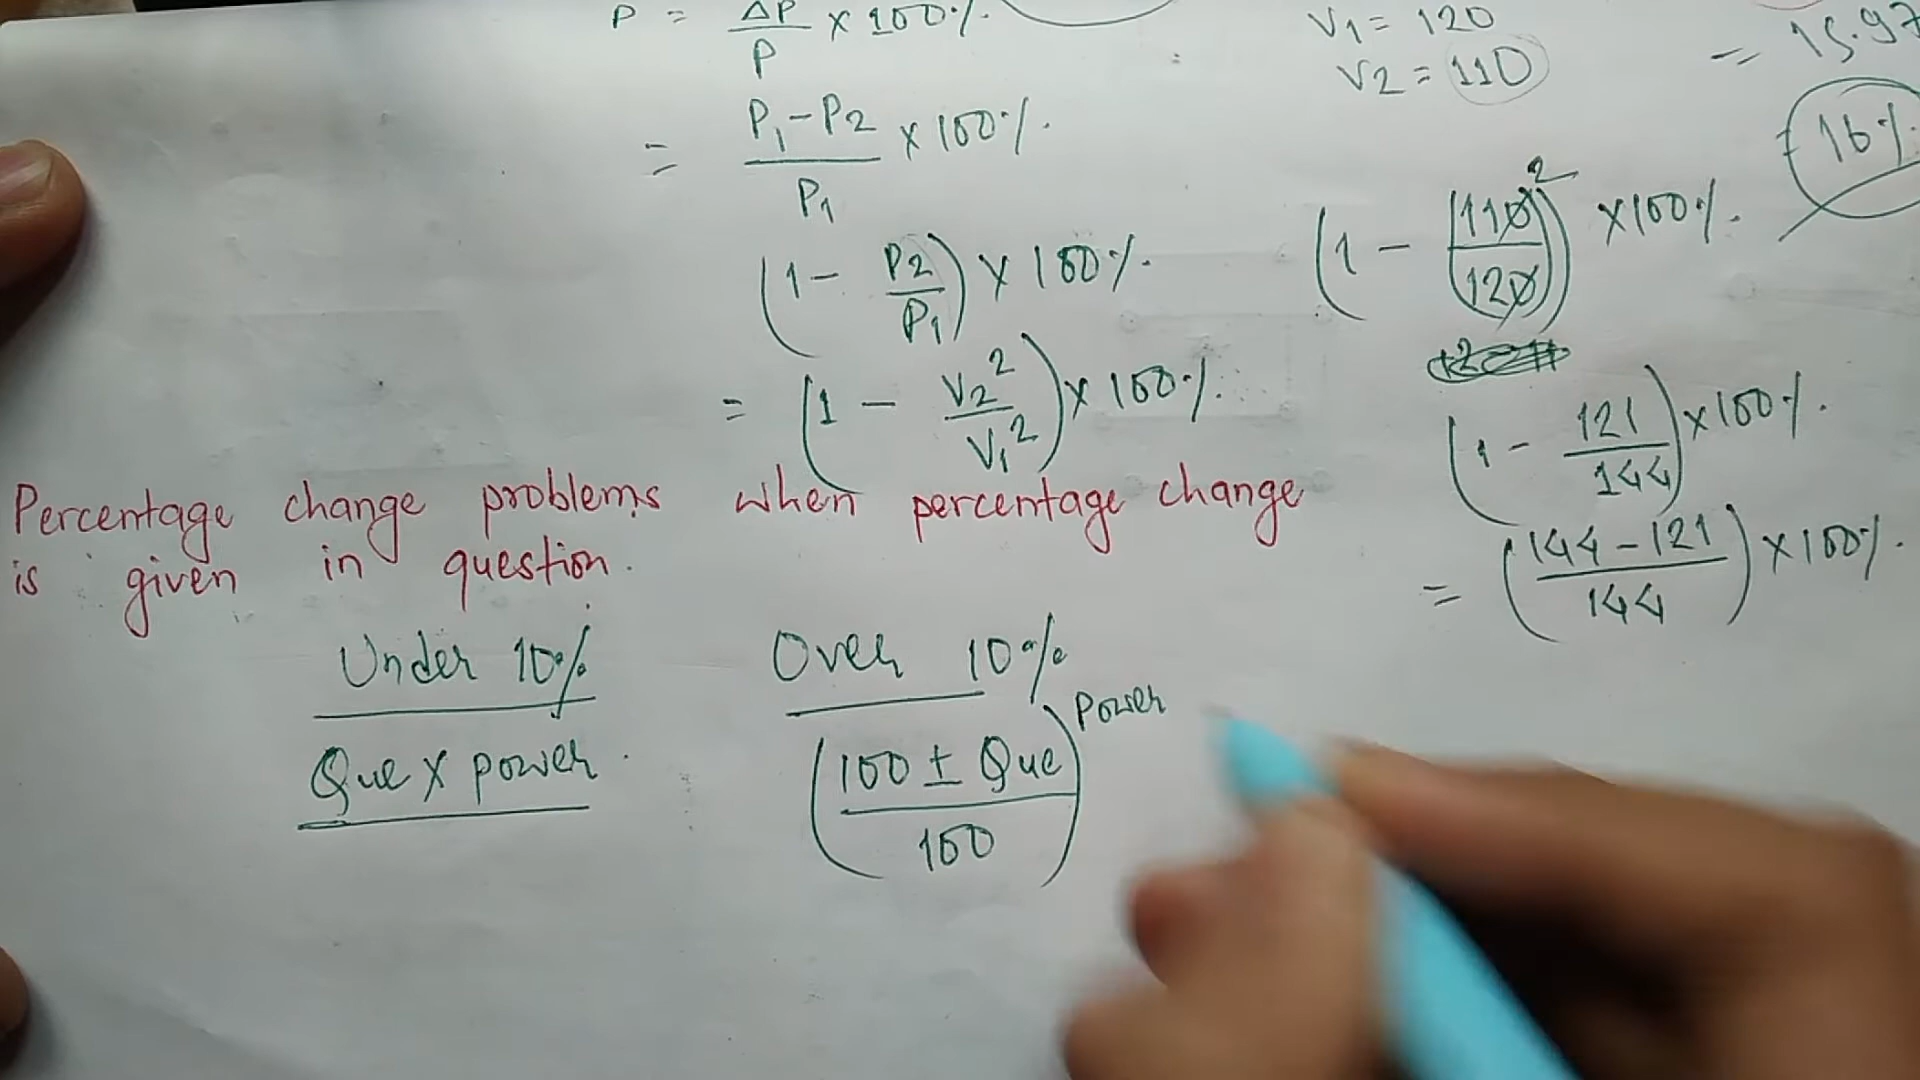 P = ΔP/P × 100%.
= P₁-P2/P₁ × 100%.
(1 - P2/P₁) × 100%.
= (1 - V₂²/V₁²) × 100%.
V1 = 120
V2 = 110
= 15.97
16%
(1 - (110/120)²) × 100%.
(1 - 121/144) × 100%.
= (144-121/144) × 100%.
Percentage change problems when percentage change
is given in question.
Under 10%
Que × power.
Over 10%
(100 ± Que/100)^power